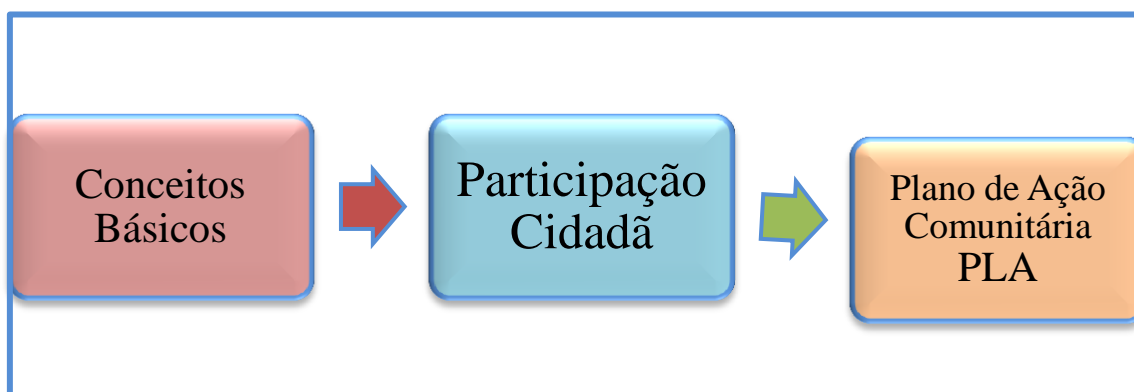 Conceitos
Básicos
Participação
Cidadã
Plano de Ação
Comunitária
PLA